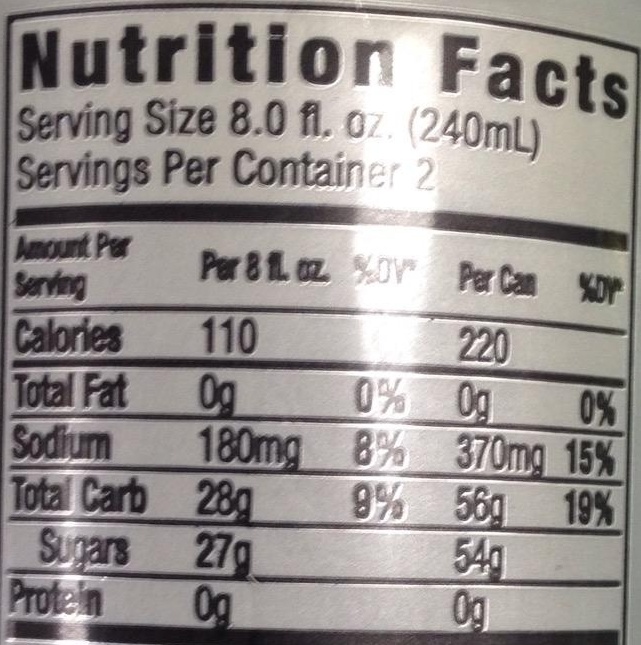 Nutrition Facts
Serving Size 8.0 fl. oz. (240mL)
Servings Per Container 2
Amount Per
Serving Per 8 fl. oz. %DV* Per Can %DV*
Calories 110 220
Total Fat 0g 0% 0g 0%
Sodium 180mg 8% 370mg 15%
Total Carb 28g 9% 56g 19%
Sugars 27g 54g
Protein 0g 0g